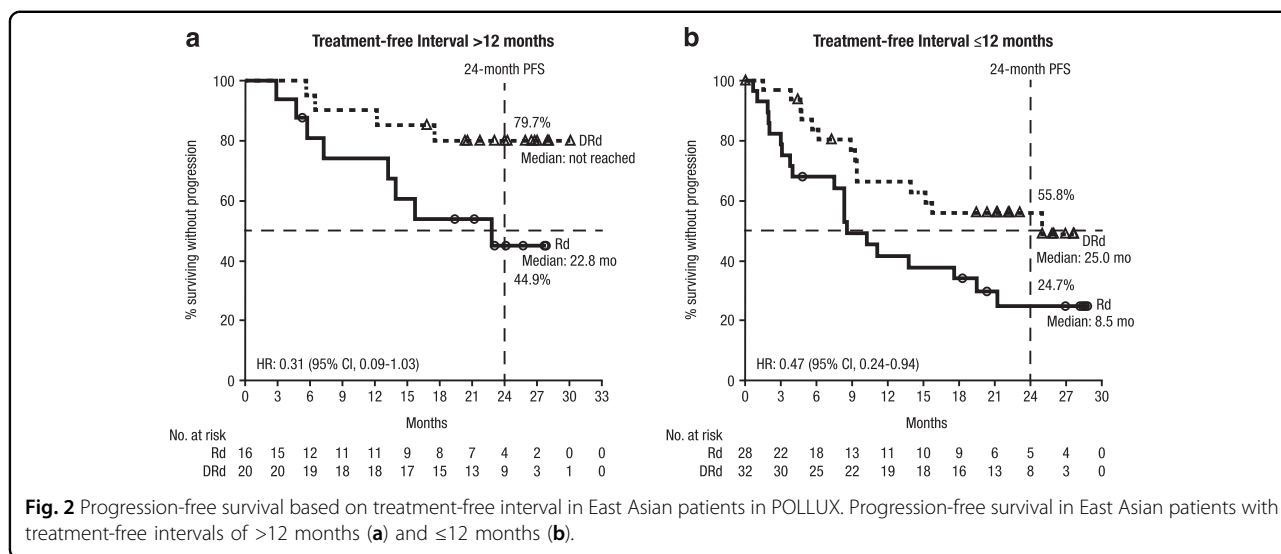 a
Treatment-free Interval >12 months
24-month PFS
100
80
60
40
20
0
% surviving without progression
79.7%
DRd
Median: not reached
Rd
Median: 22.8 mo
44.9%
HR: 0.31 (95% CI, 0.09-1.03)
0 3 6 9 12 15 18 21 24 27 30 33
Months
No. at risk
Rd 16 15 12 11 11 9 8 7 4 2 0 0
DRd 20 20 19 18 18 17 15 13 9 3 1 0
b
Treatment-free Interval ≤12 months
24-month PFS
100
80
60
40
20
0
% surviving without progression
55.8%
DRd
Median: 25.0 mo
24.7%
Rd
Median: 8.5 mo
HR: 0.47 (95% CI, 0.24-0.94)
0 3 6 9 12 15 18 21 24 27 30
Months
No. at risk
Rd 28 22 18 13 11 10 9 6 5 4 0
DRd 32 30 25 22 19 18 16 13 8 3 0
Fig. 2 Progression-free survival based on treatment-free interval in East Asian patients in POLLUX. Progression-free survival in East Asian patients with
treatment-free intervals of >12 months (a) and ≤12 months (b).